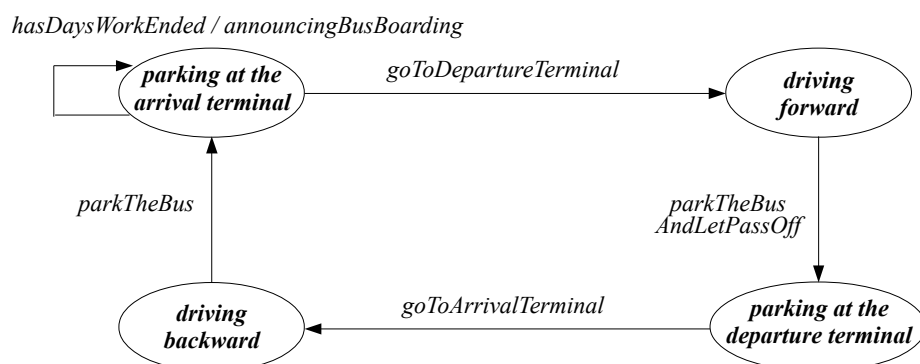 hasDaysWorkEnded / announcingBusBoarding
parking at the
arrival terminal
goToDepartureTerminal
driving
forward
parkTheBus
parkTheBus
AndLetPassOff
driving
backward
goToArrivalTerminal
parking at the
departure terminal